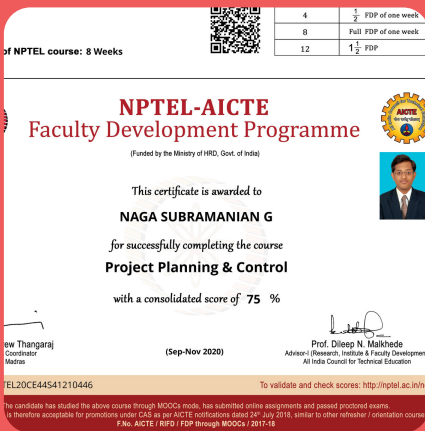 4 1/2 FDP of one week
8 Full FDP of one week
12 1 1/2 FDP
of NPTEL course: 8 Weeks
NPTEL-AICTE
Faculty Development Programme
(Funded by the Ministry of HRD, Govt. of India)
AICTE
This certificate is awarded to
NAGA SUBRAMANIAN G
for successfully completing the course
Project Planning & Control
with a consolidated score of 75 %
ew Thangaraj
Coordinator
Madras
(Sep-Nov 2020)
Prof. Dileep N. Malkhede
Advisor-I (Research, Institute & Faculty Developmen
All India Council for Technical Education
TEL20CE44S41210446
To validate and check scores: http://nptel.ac.in/n
The candidate has studied the above course through MOOCs mode, has submitted online assignments and passed proctored exams.
is therefore acceptable for promotions under CAS as per AICTE notifications dated 24th July 2018, similar to other refresher / orientation course
F.No. AICTE / RIFD / FDP through MOOCs / 2017-18